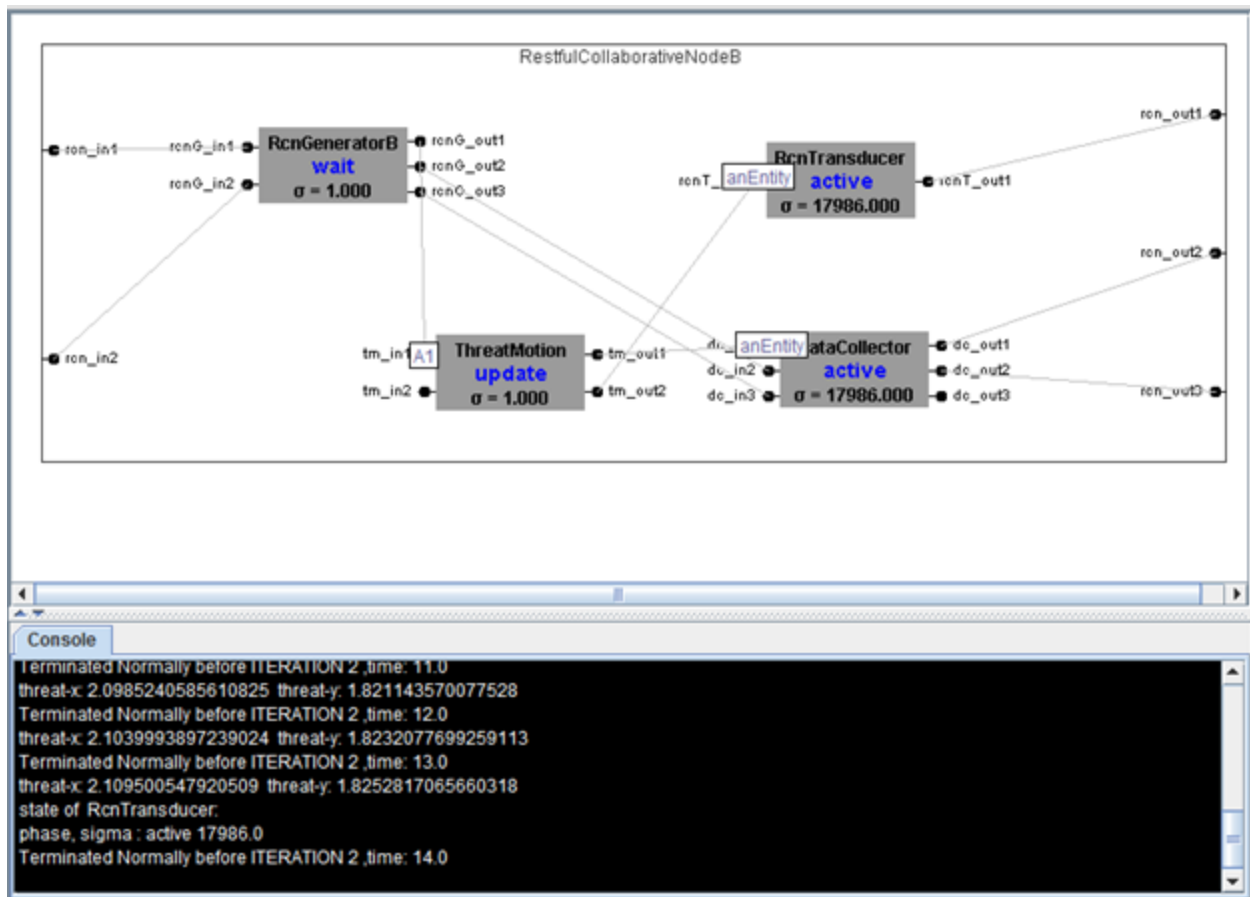 RestfulCollaborativeNodeB
rcn_out1
rcn_in1
rcnG_in1
RcnGeneratorB
rcnG_out1
wait
rcnG_out2
rcnG_in2
σ = 1.000
rcnG_out3
RcnTransducer
rcnT_
anEntity
active
rcnT_out1
σ = 17986.000
rcn_out2
rcn_in2
tm_in1
A1
ThreatMotion
tm_out1
update
tm_in2
σ = 1.000
tm_out2
anEntity
ataCollector
dc_out1
dc_in2
active
dc_out2
dc_in3
σ = 17986.000
dc_out3
rcn_out3
Console
Terminated Normally before ITERATION 2 ,time: 11.0
threat-x: 2.0985240585610825 threat-y: 1.821143570077528
Terminated Normally before ITERATION 2 ,time: 12.0
threat-x: 2.1039993897239024 threat-y: 1.82320776992591​13
Terminated Normally before ITERATION 2 ,time: 13.0
threat-x: 2.109500547920509 threat-y: 1.8252817065660318
state of RcnTransducer:
phase, sigma : active 17986.0
Terminated Normally before ITERATION 2 ,time: 14.0